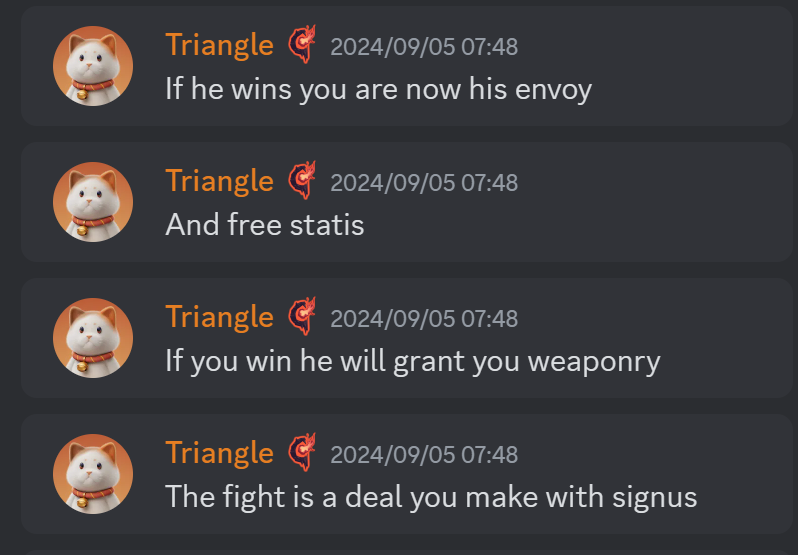 Triangle 2024/09/05 07:48
If he wins you are now his envoy
Triangle 2024/09/05 07:48
And free statis
Triangle 2024/09/05 07:48
If you win he will grant you weaponry
Triangle 2024/09/05 07:48
The fight is a deal you make with signus